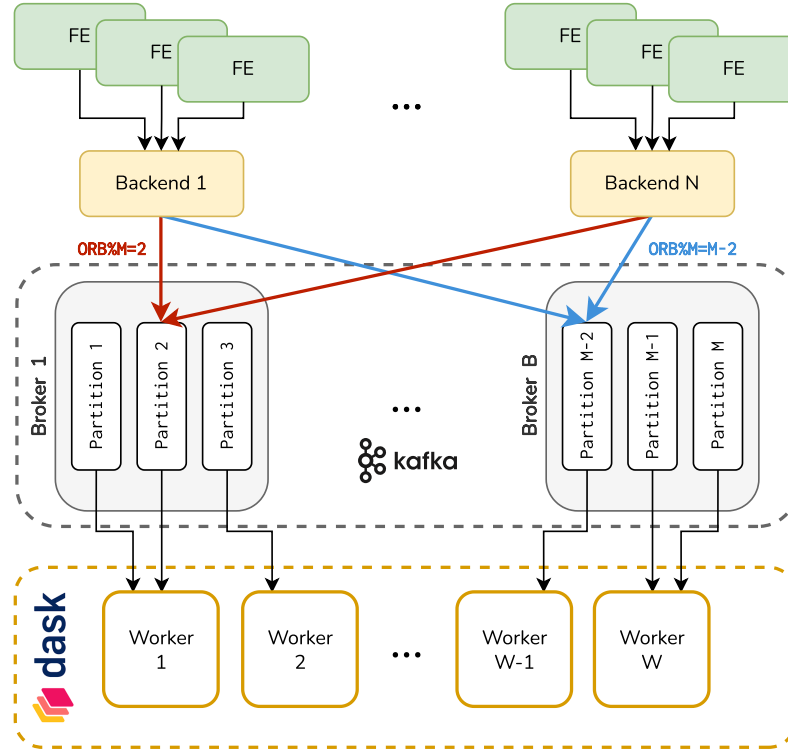 FE
FE
FE
FE
FE
FE
...
Backend 1
Backend N
ORB%M=2
ORB%M=M-2
Broker 1
Partition 1
Partition 2
Partition 3
...
kafka
Broker B
Partition M-2
Partition M-1
Partition M
dask
Worker
1
Worker
2
...
Worker
W-1
Worker
W